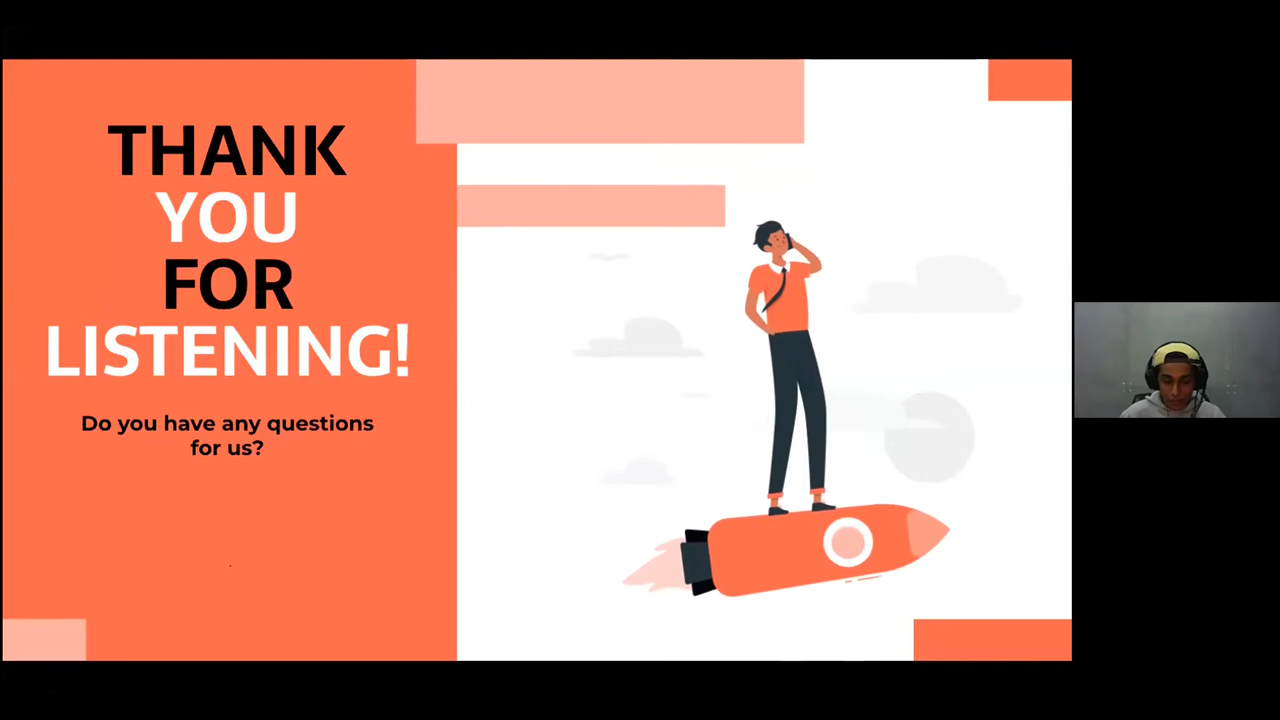 THANK
YOU
FOR
LISTENING!
Do you have any questions
for us?